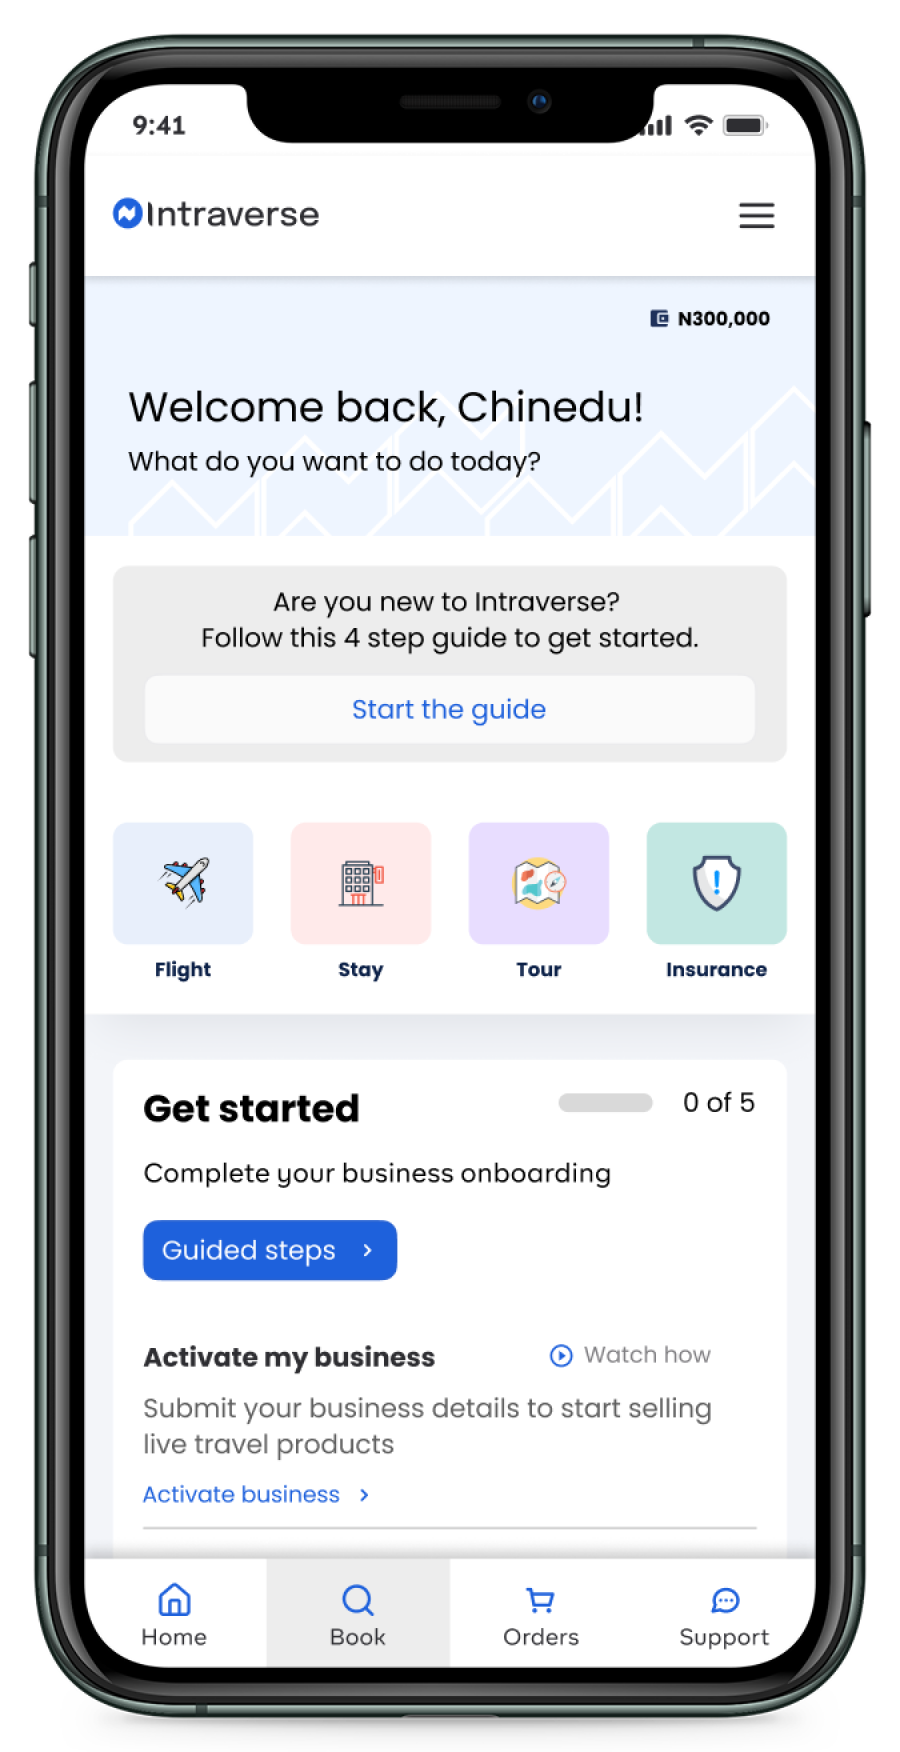 9:41
Intraverse
N300,000
Welcome back, Chinedu!
What do you want to do today?
Are you new to Intraverse?
Follow this 4 step guide to get started.
Start the guide
Flight
Stay
Tour
Insurance
Get started
0 of 5
Complete your business onboarding
Guided steps
Activate my business
Watch how
Submit your business details to start selling
live travel products
Activate business
Home
Book
Orders
Support